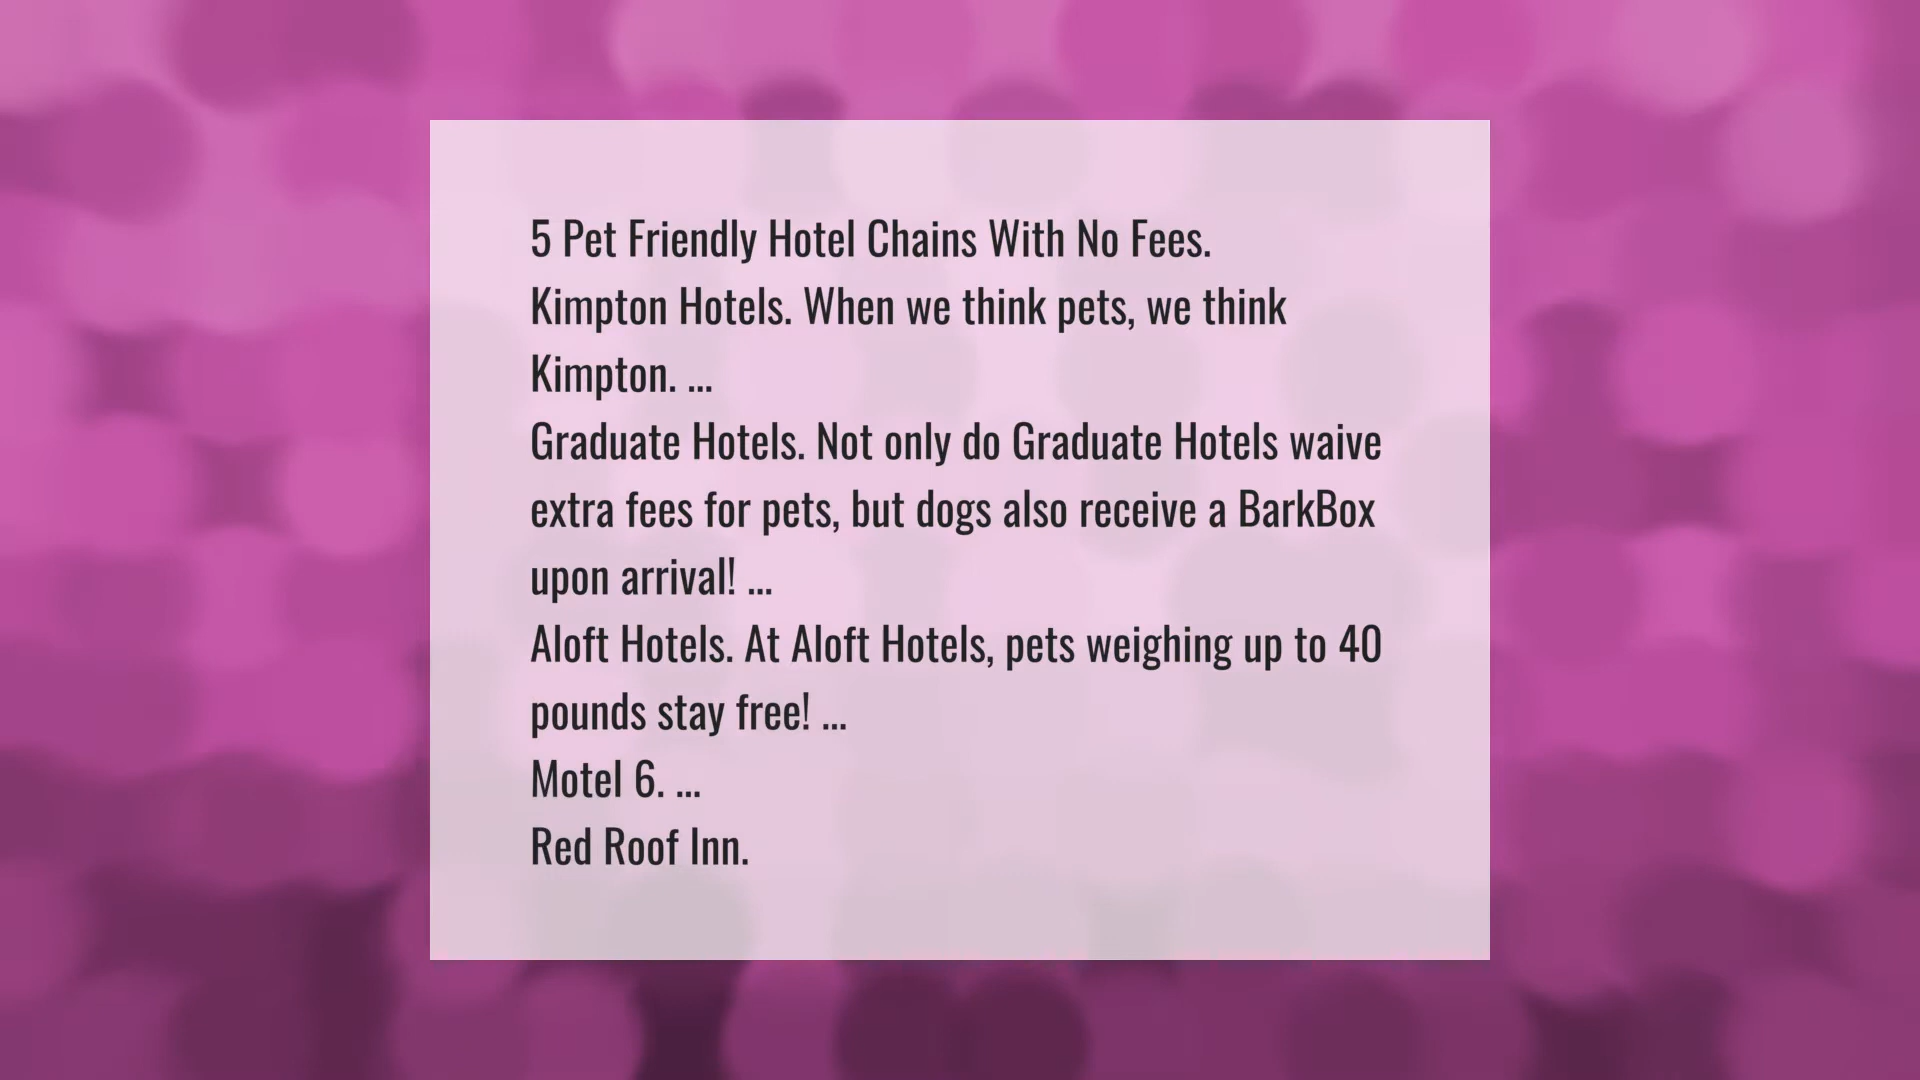 5 Pet Friendly Hotel Chains With No Fees.
Kimpton Hotels. When we think pets, we think
Kimpton. ...
Graduate Hotels. Not only do Graduate Hotels waive
extra fees for pets, but dogs also receive a BarkBox
upon arrival! ...
Aloft Hotels. At Aloft Hotels, pets weighing up to 40
pounds stay free! ...
Motel 6. ...
Red Roof Inn.